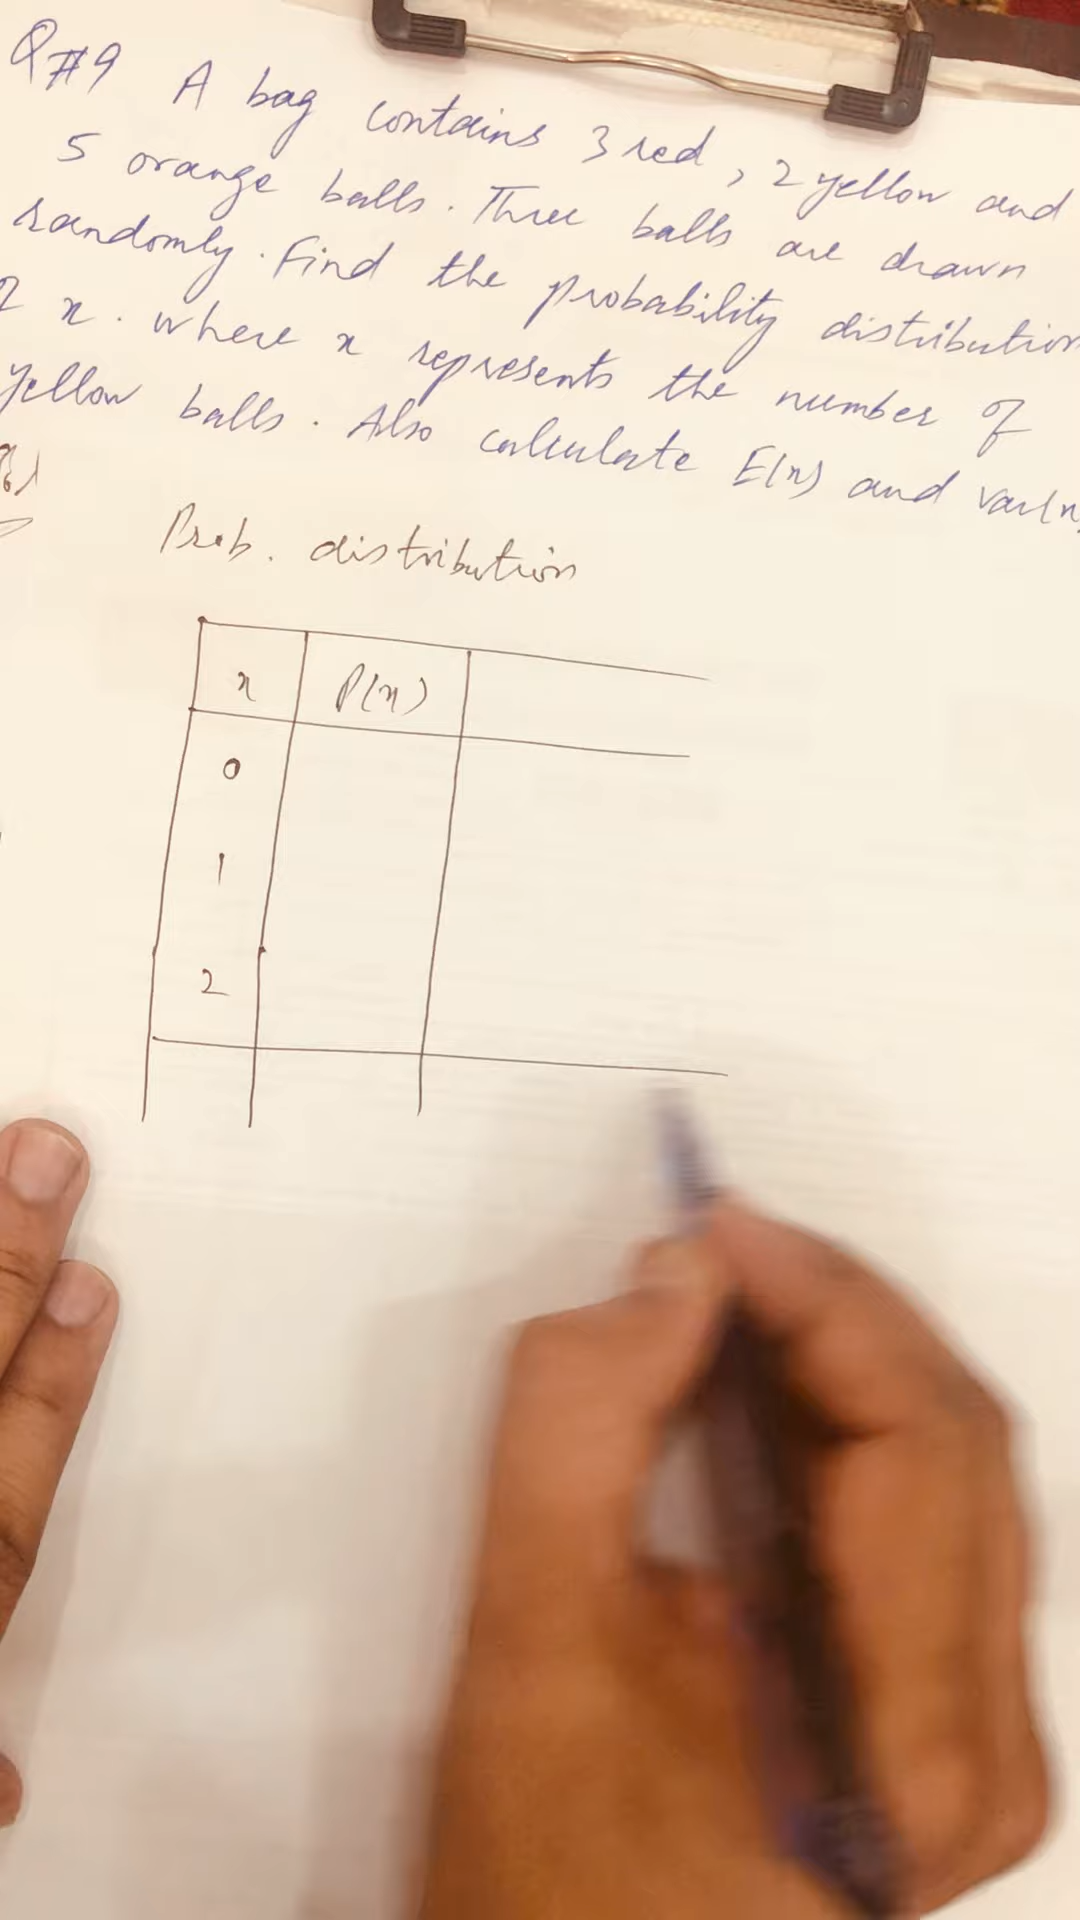 Q#9 A bag contains 3 red, 2 yellow and
5 orange balls. Three balls are drawn
randomly. Find the probability distribution
x. where x represents the number of
yellow balls. Also calculate E(x) and var(x)
Prob. distribution
x P(x)
0
1
2